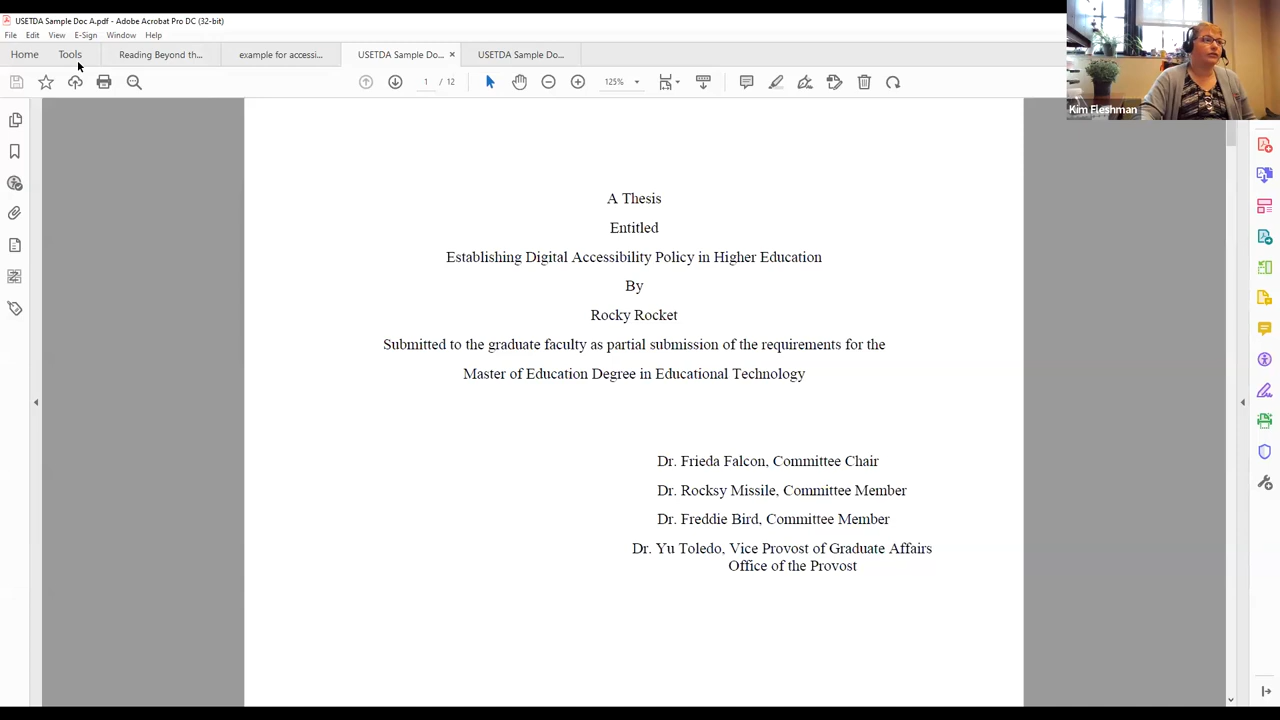 USETDA Sample Doc A.pdf - Adobe Acrobat Pro DC (32-bit)
File Edit View E-Sign Window Help
Home Tools Reading Beyond th... example for accessi... USETDA Sample Do... × USETDA Sample Do...
1 / 12 125%
Kim Fleshman
A Thesis
Entitled
Establishing Digital Accessibility Policy in Higher Education
By
Rocky Rocket
Submitted to the graduate faculty as partial submission of the requirements for the
Master of Education Degree in Educational Technology
Dr. Frieda Falcon, Committee Chair
Dr. Rocksy Missile, Committee Member
Dr. Freddie Bird, Committee Member
Dr. Yu Toledo, Vice Provost of Graduate Affairs
Office of the Provost